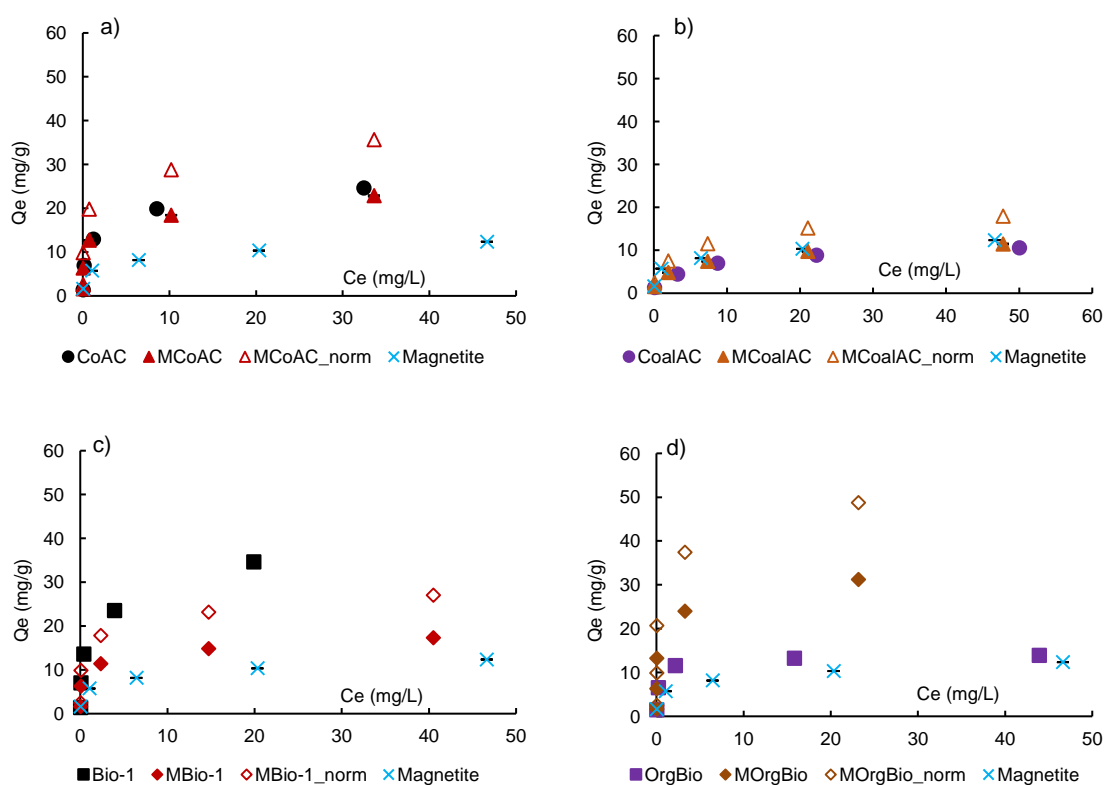 a)
60
50
40
30
20
10
0
Qe (mg/g)
Ce (mg/L)
0 10 20 30 40 50
CoAC MCoAC MCoAC_norm Magnetite
b)
60
50
40
30
20
10
0
Qe (mg/g)
Ce (mg/L)
0 10 20 30 40 50 60
CoalAC MCoalAC MCoalAC_norm Magnetite
c)
60
50
40
30
20
10
0
Qe (mg/g)
Ce (mg/L)
0 10 20 30 40 50
Bio-1 MBio-1 MBio-1_norm Magnetite
d)
60
50
40
30
20
10
0
Qe (mg/g)
Ce (mg/L)
0 10 20 30 40 50
OrgBio MOrgBio MOrgBio_norm Magnetite